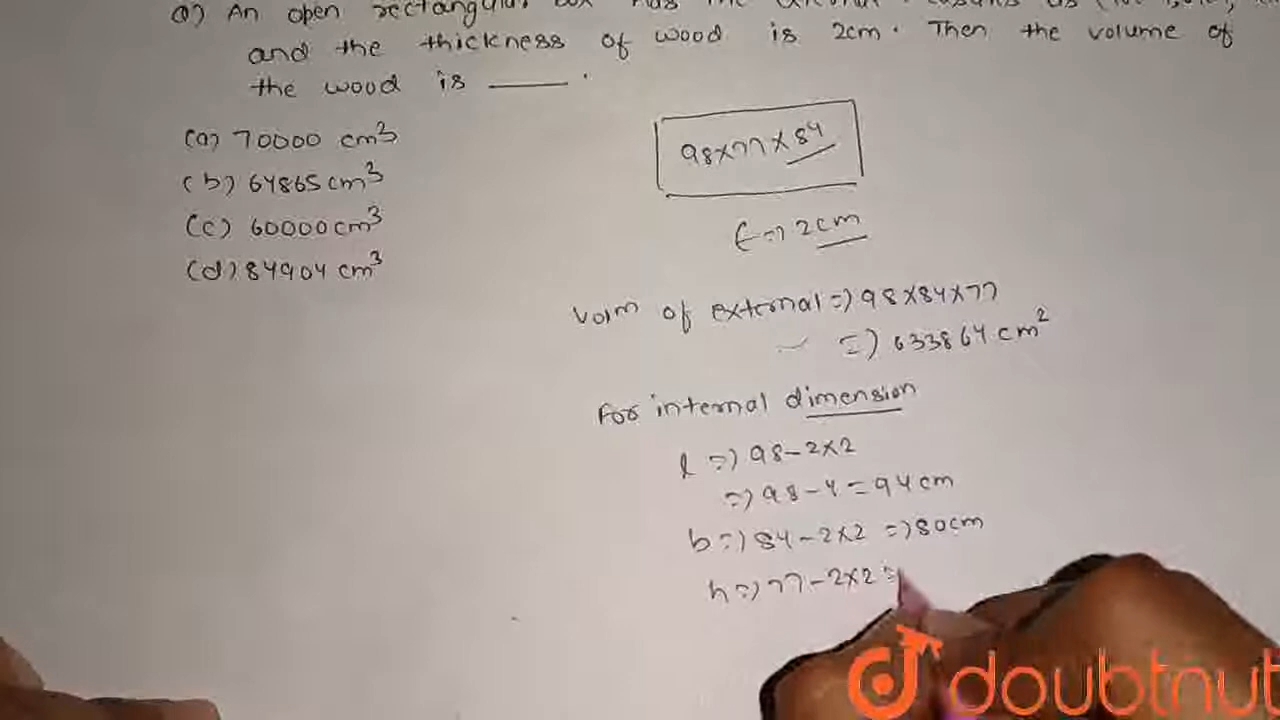 Q) An open rectangular box has the external
and the thickness of wood is 2cm. Then the volume of
the wood is ______ .
(a) 70000 cm³
(b) 64865 cm³
(c) 60000 cm³
(d) 84904 cm³
98×77×84
t=) 2cm
Volm of external =) 98×84×77
=) 633864 cm²
For internal dimension
l =) 98-2×2
=) 98-4=94cm
b=) 84-2×2 =) 80cm
h=) 77-2×2 =)
doubtnut